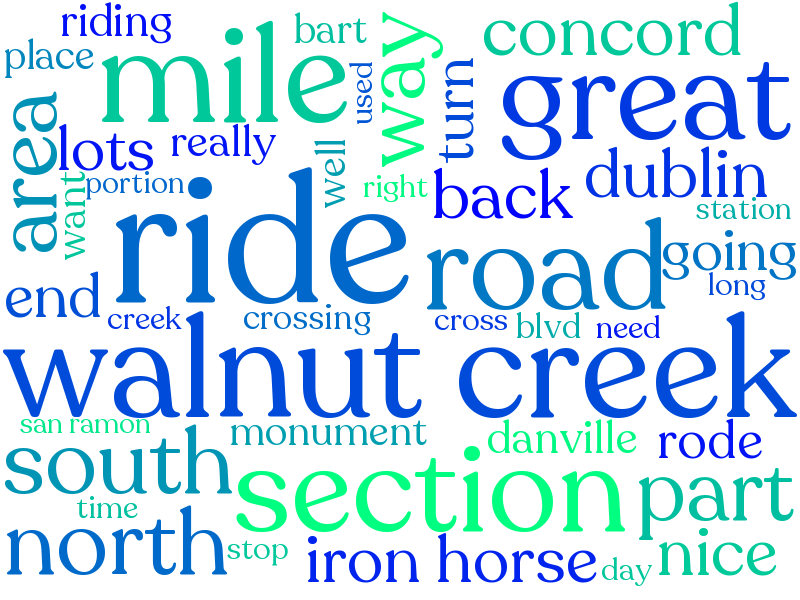 riding
bart
concord
place
mile
used
way
turn
great
area
lots
really
well
dublin
want
portion
right
back
station
ride
road
going
long
end
creek
crossing
cross
blvd
need
walnut creek
san ramon
monument
danville
rode
south
section
part
time
north
stop
iron horse
day
nice